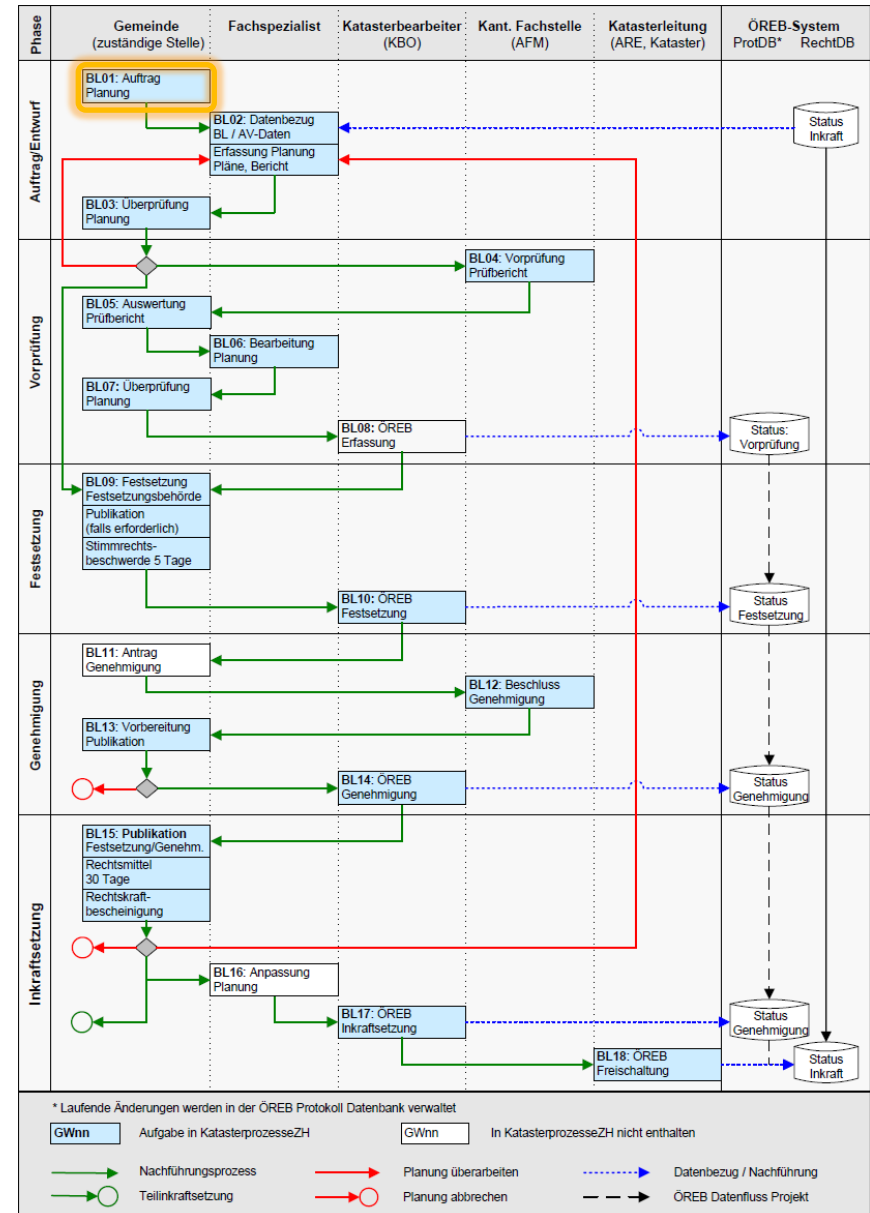 Phase
Gemeinde
(zuständige Stelle)
Fachspezialist
Katasterbearbeiter
(KBO)
Kant. Fachstelle
(AFM)
Katasterleitung
(ARE, Kataster)
ÖREB-System
ProtDB* RechtDB
Auftrag/Entwurf
BL01: Auftrag
Planung
BL02: Datenbezug
BL / AV-Daten
Erfassung Planung
Pläne, Bericht
Status
Inkraft
BL03: Überprüfung
Planung
Vorprüfung
BL04: Vorprüfung
Prüfbericht
BL05: Auswertung
Prüfbericht
BL06: Bearbeitung
Planung
BL07: Überprüfung
Planung
BL08: ÖREB
Erfassung
Status:
Vorprüfung
Festsetzung
BL09: Festsetzung
Festsetzungsbehörde
Publikation
(falls erforderlich)
Stimmrechts-
beschwerde 5 Tage
BL10: ÖREB
Festsetzung
Status
Festsetzung
Genehmigung
BL11: Antrag
Genehmigung
BL12: Beschluss
Genehmigung
BL13: Vorbereitung
Publikation
BL14: ÖREB
Genehmigung
Status
Genehmigung
Inkraftsetzung
BL15: Publikation
Festsetzung/Genehm.
Rechtsmittel
30 Tage
Rechtskraft-
bescheinigung
BL16: Anpassung
Planung
BL17: ÖREB
Inkraftsetzung
Status
Genehmigung
BL18: ÖREB
Freischaltung
Status
Inkraft
* Laufende Änderungen werden in der ÖREB Protokoll Datenbank verwaltet
GWnn Aufgabe in KatasterprozesseZH GWnn In KatasterprozesseZH nicht enthalten
Nachführungsprozess Planung überarbeiten Datenbezug / Nachführung
Teilinkraftsetzung Planung abbrechen ÖREB Datenfluss Projekt